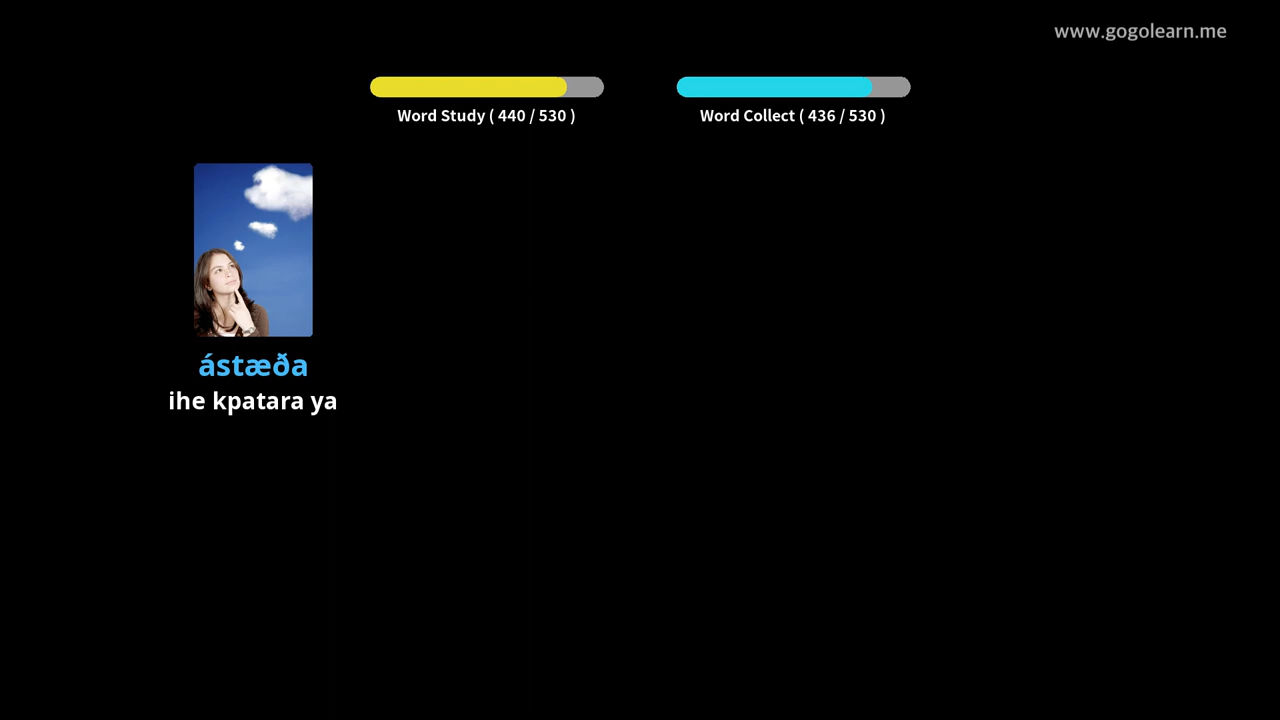 www.gogolearn.me
Word Study ( 440 / 530 )
Word Collect ( 436 / 530 )
ástæða
ihe kpatara ya